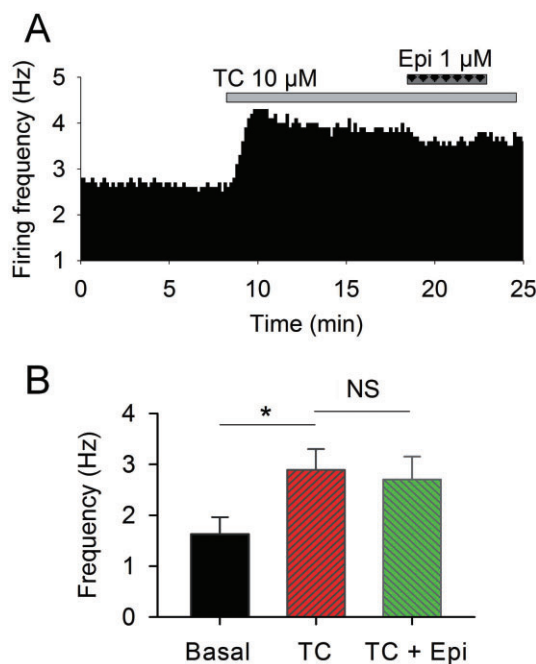 A
Firing frequency (Hz)
5
4
3
2
1
TC 10 µM
Epi 1 µM
0
5
10
15
20
25
Time (min)
B
Frequency (Hz)
4
3
2
1
0
*
NS
Basal
TC
TC + Epi